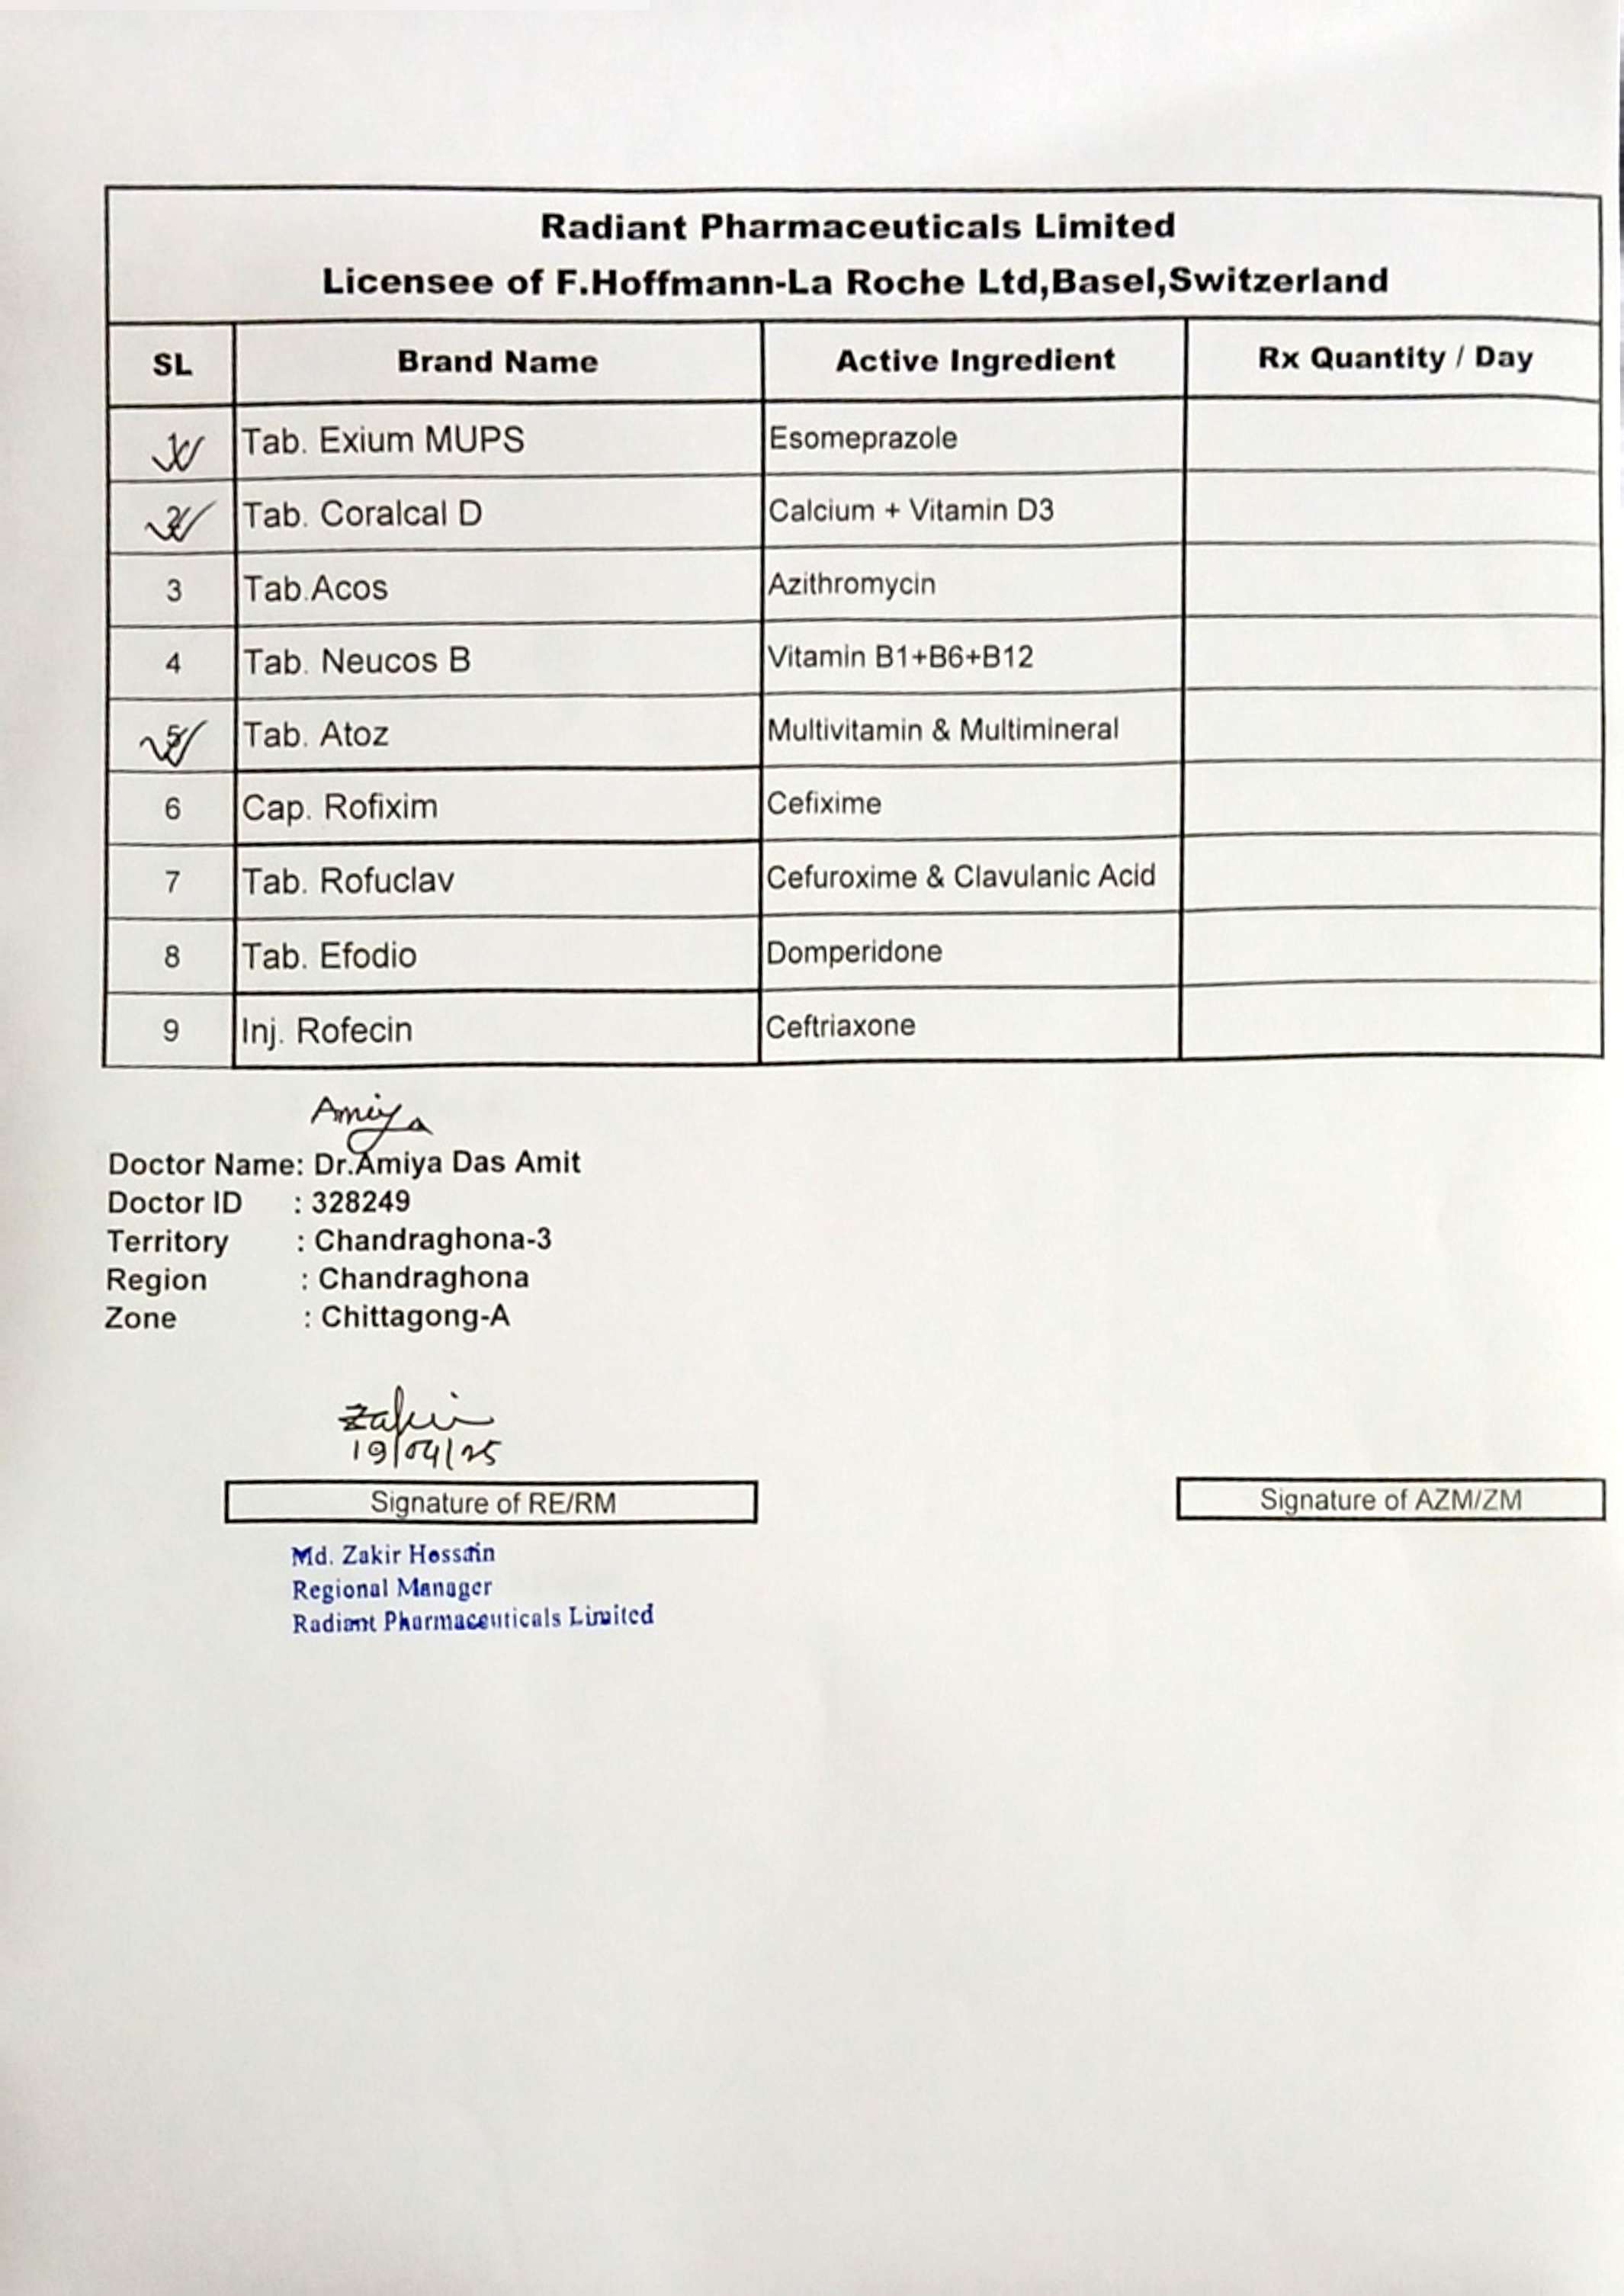 Radiant Pharmaceuticals Limited
Licensee of F.Hoffmann-La Roche Ltd,Basel,Switzerland
SL Brand Name Active Ingredient Rx Quantity / Day
1 Tab. Exium MUPS Esomeprazole
2 Tab. Coralcal D Calcium + Vitamin D3
3 Tab.Acos Azithromycin
4 Tab. Neucos B Vitamin B1+B6+B12
5 Tab. Atoz Multivitamin & Multimineral
6 Cap. Rofixim Cefixime
7 Tab. Rofuclav Cefuroxime & Clavulanic Acid
8 Tab. Efodio Domperidone
9 Inj. Rofecin Ceftriaxone
Amiya
Doctor Name: Dr.Amiya Das Amit
Doctor ID : 328249
Territory : Chandraghona-3
Region : Chandraghona
Zone : Chittagong-A
Zakir
19/04/25
Signature of RE/RM Signature of AZM/ZM
Md. Zakir Hossain
Regional Manager
Radiant Pharmaceuticals Limited